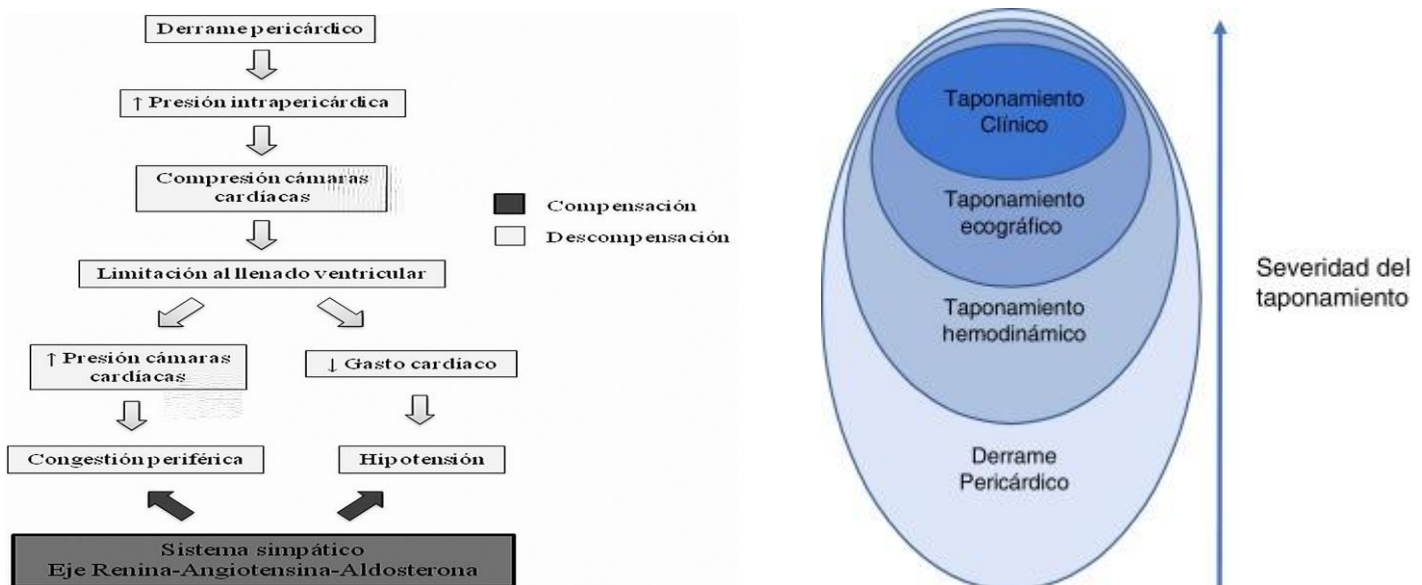 Derrame pericárdico
↑ Presión intrapericárdica
Compresión cámaras
cardíacas
Compensación
Descompensación
Limitación al llenado ventricular
↑ Presión cámaras
cardíacas
↓ Gasto cardíaco
Congestión periférica
Hipotensión
Sistema simpático
Eje Renina-Angiotensina-Aldosterona
Taponamiento
Clínico
Taponamiento
ecográfico
Taponamiento
hemodinámico
Derrame
Pericárdico
Severidad del
taponamiento